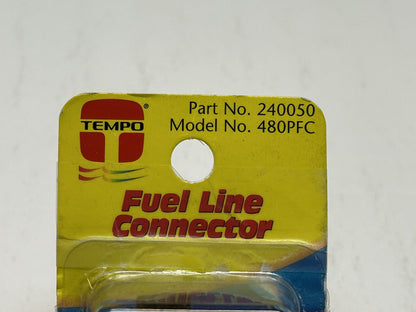 TEMPO®
Part No. 240050
Model No. 480PFC
Fuel Line
Connector